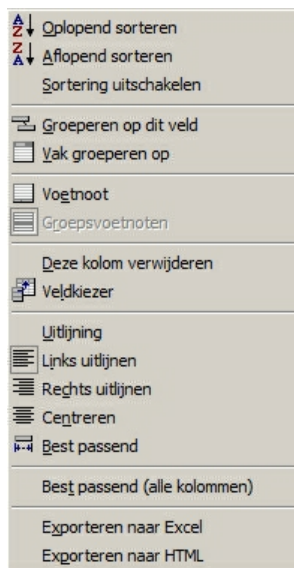 Oplopend sorteren
Aflopend sorteren
Sortering uitschakelen
Groeperen op dit veld
Vak groeperen op
Voetnoot
Groepsvoetnoten
Deze kolom verwijderen
Veldkiezer
Uitlijning
Links uitlijnen
Rechts uitlijnen
Centreren
Best passend
Best passend (alle kolommen)
Exporteren naar Excel
Exporteren naar HTML